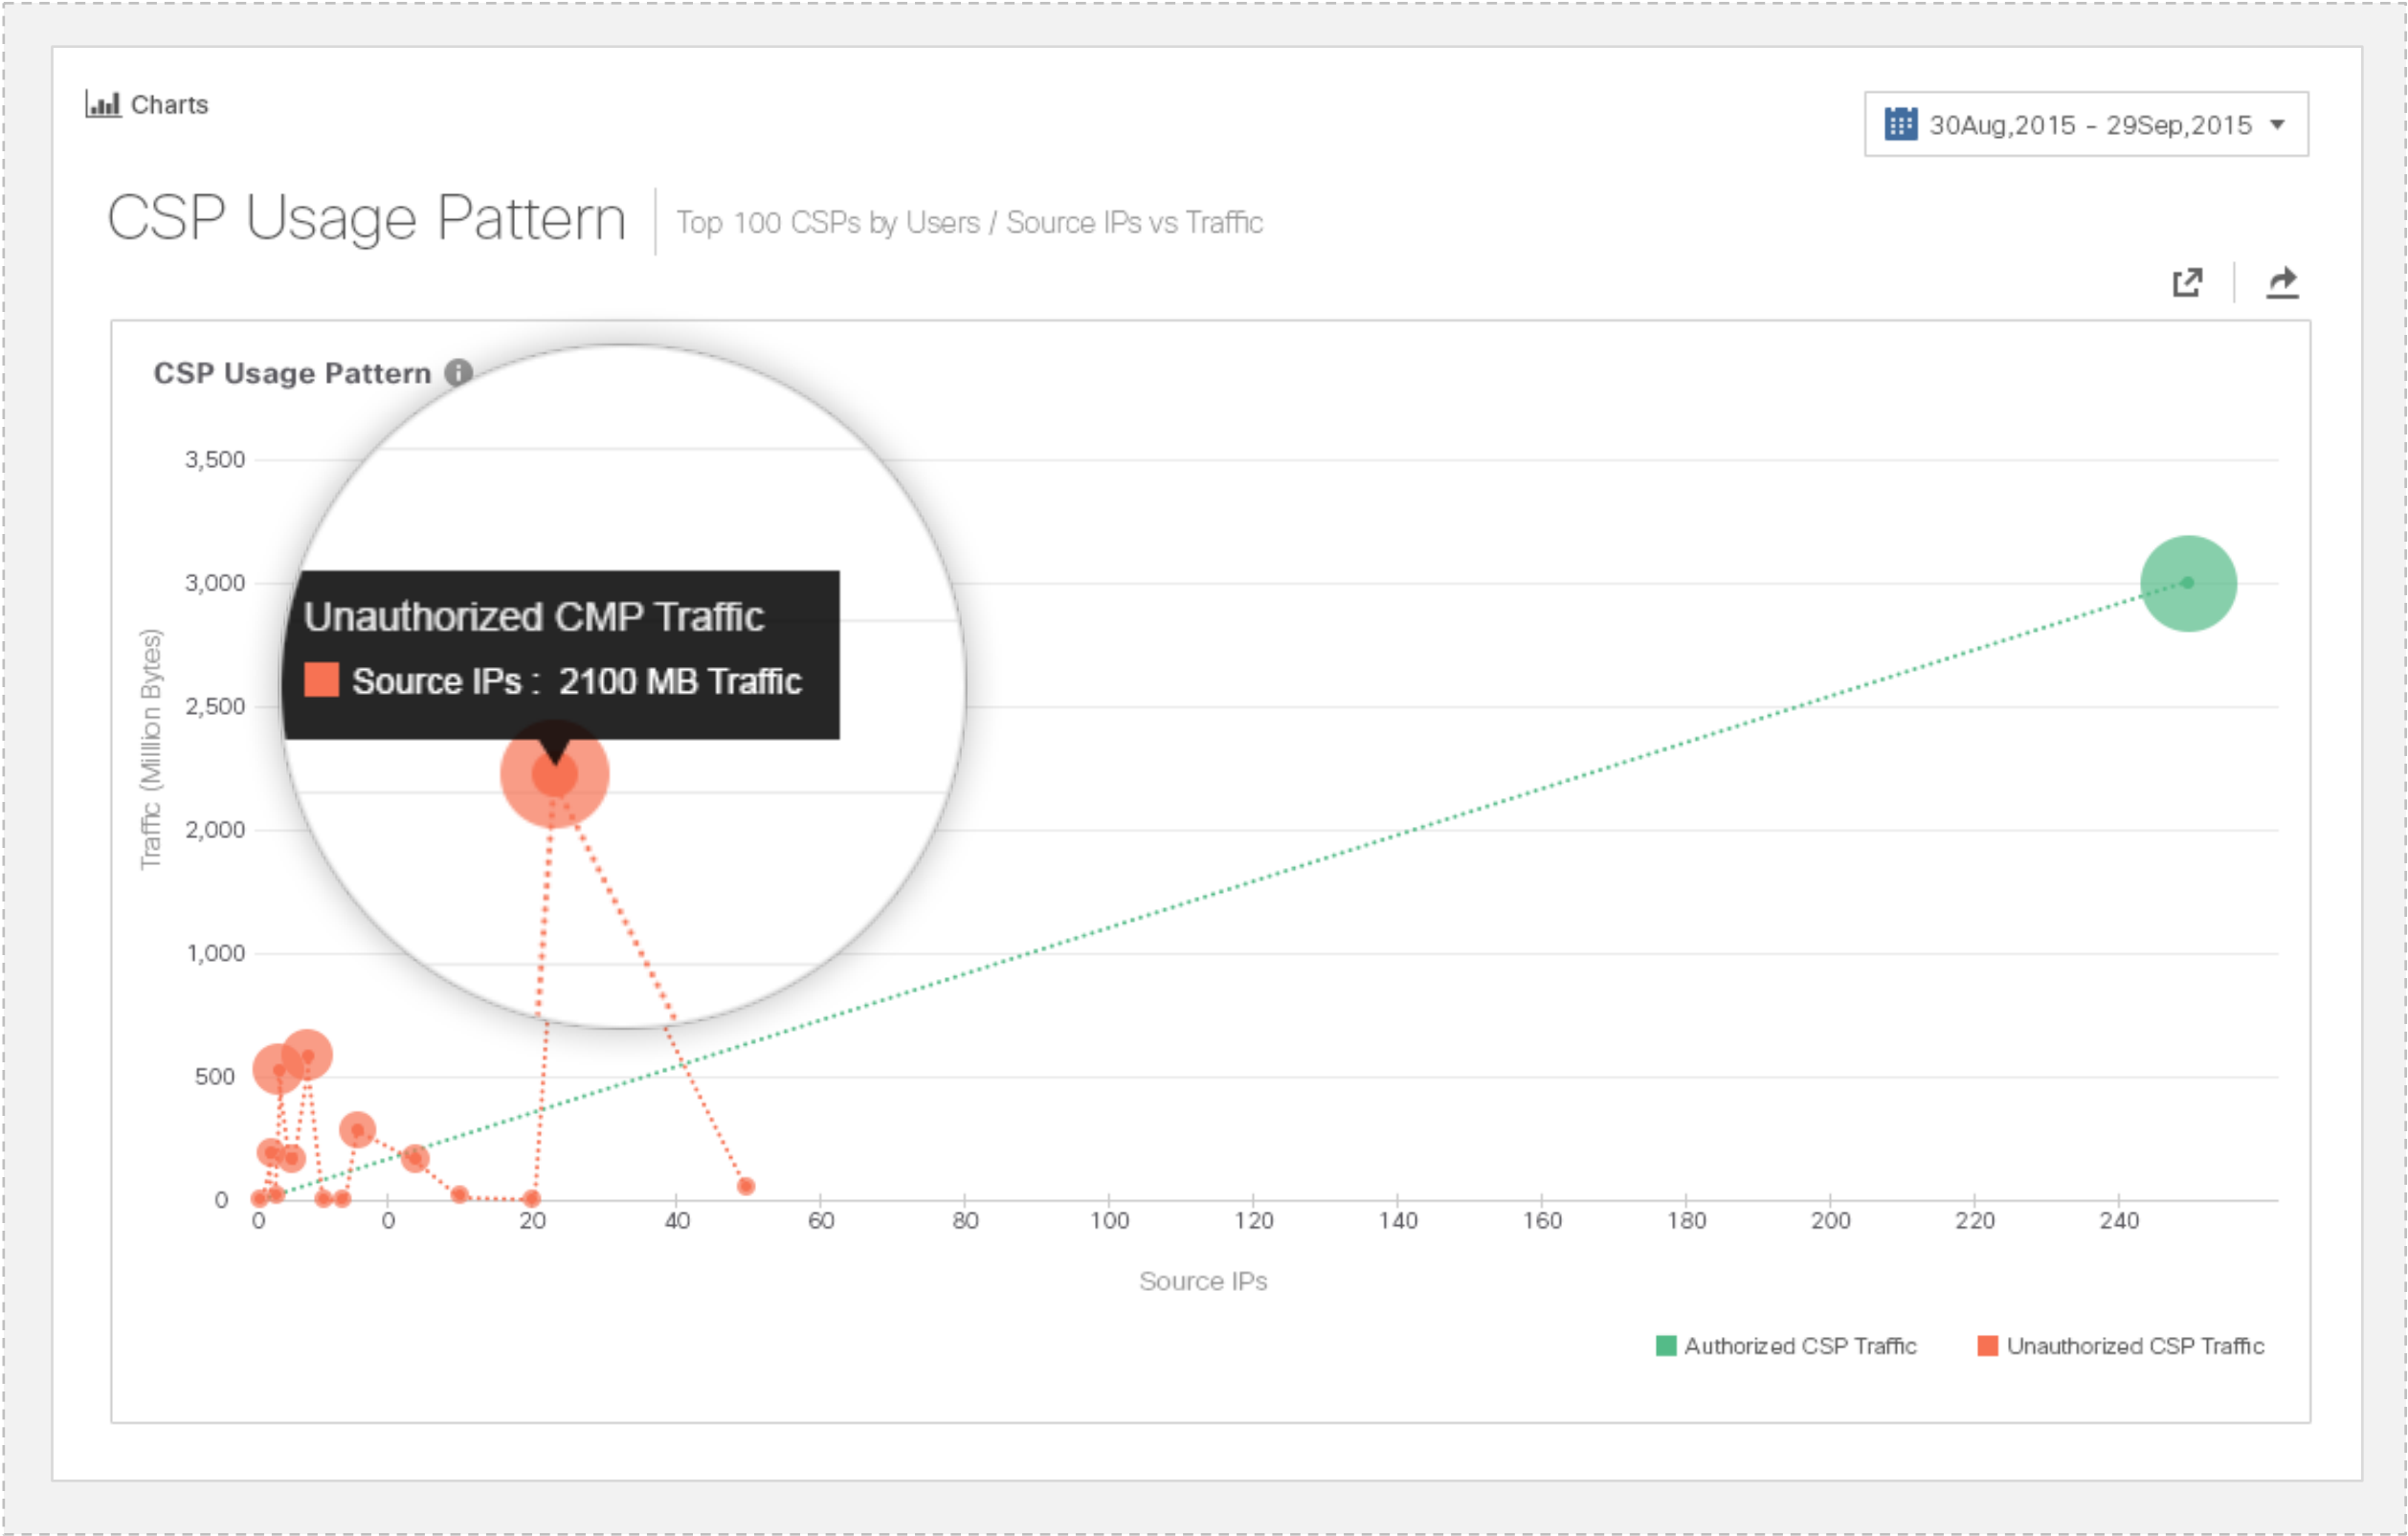 Charts
30Aug,2015 - 29Sep,2015
CSP Usage Pattern
Top 100 CSPs by Users / Source IPs vs Traffic
CSP Usage Pattern
Traffic (Million Bytes)
3,500
3,000
2,500
2,000
1,000
500
0
Unauthorized CMP Traffic
Source IPs : 2100 MB Traffic
0 0 20 40 60 80 100 120 140 160 180 200 220 240
Source IPs
Authorized CSP Traffic Unauthorized CSP Traffic